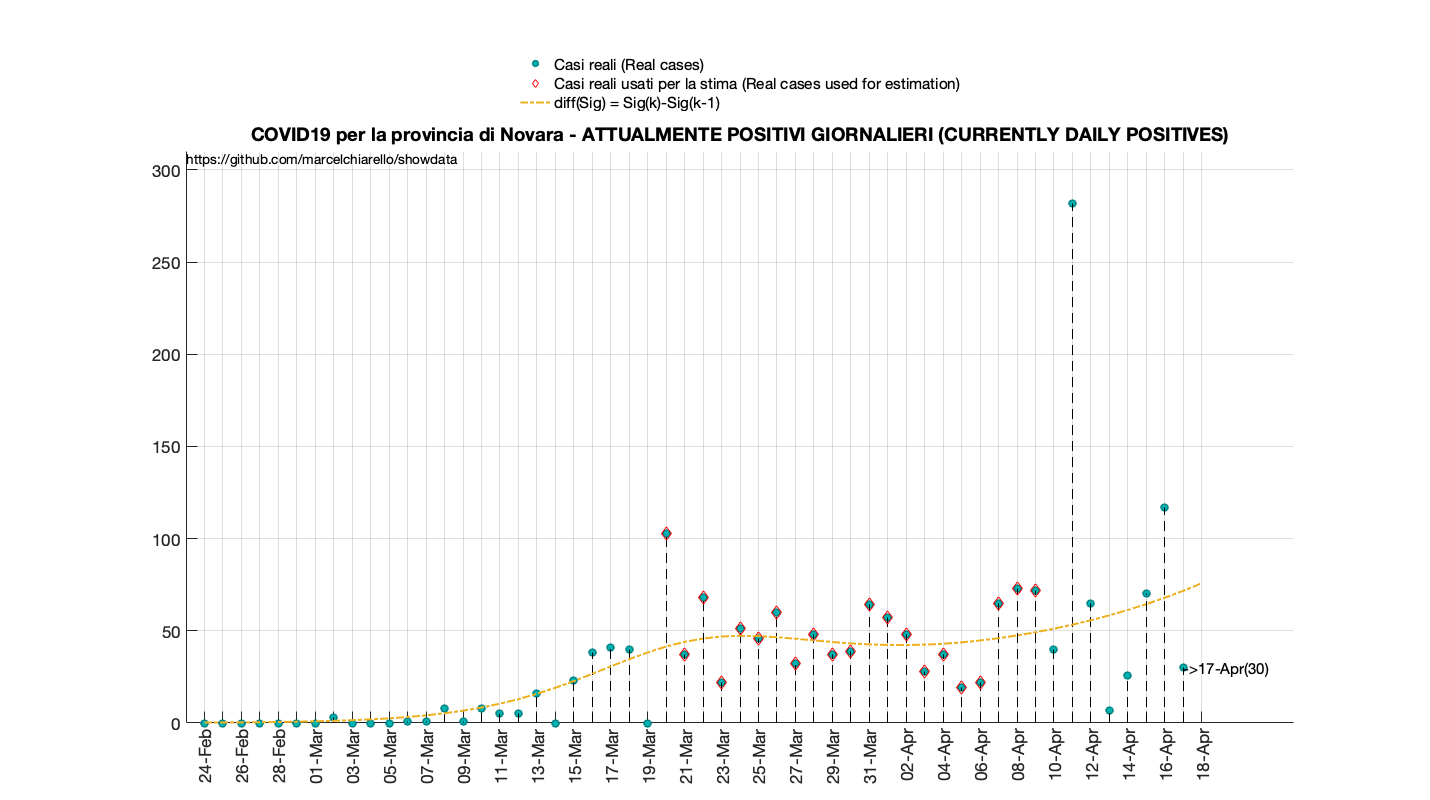 Casi reali (Real cases)
Casi reali usati per la stima (Real cases used for estimation)
diff(Sig) = Sig(k)-Sig(k-1)
COVID19 per la provincia di Novara - ATTUALMENTE POSITIVI GIORNALIERI (CURRENTLY DAILY POSITIVES)
https://github.com/marcelchiarello/showdata
300
250
200
150
100
50
0
->17-Apr(30)
24-Feb
26-Feb
28-Feb
01-Mar
03-Mar
05-Mar
07-Mar
09-Mar
11-Mar
13-Mar
15-Mar
17-Mar
19-Mar
21-Mar
23-Mar
25-Mar
27-Mar
29-Mar
31-Mar
02-Apr
04-Apr
06-Apr
08-Apr
10-Apr
12-Apr
14-Apr
16-Apr
18-Apr